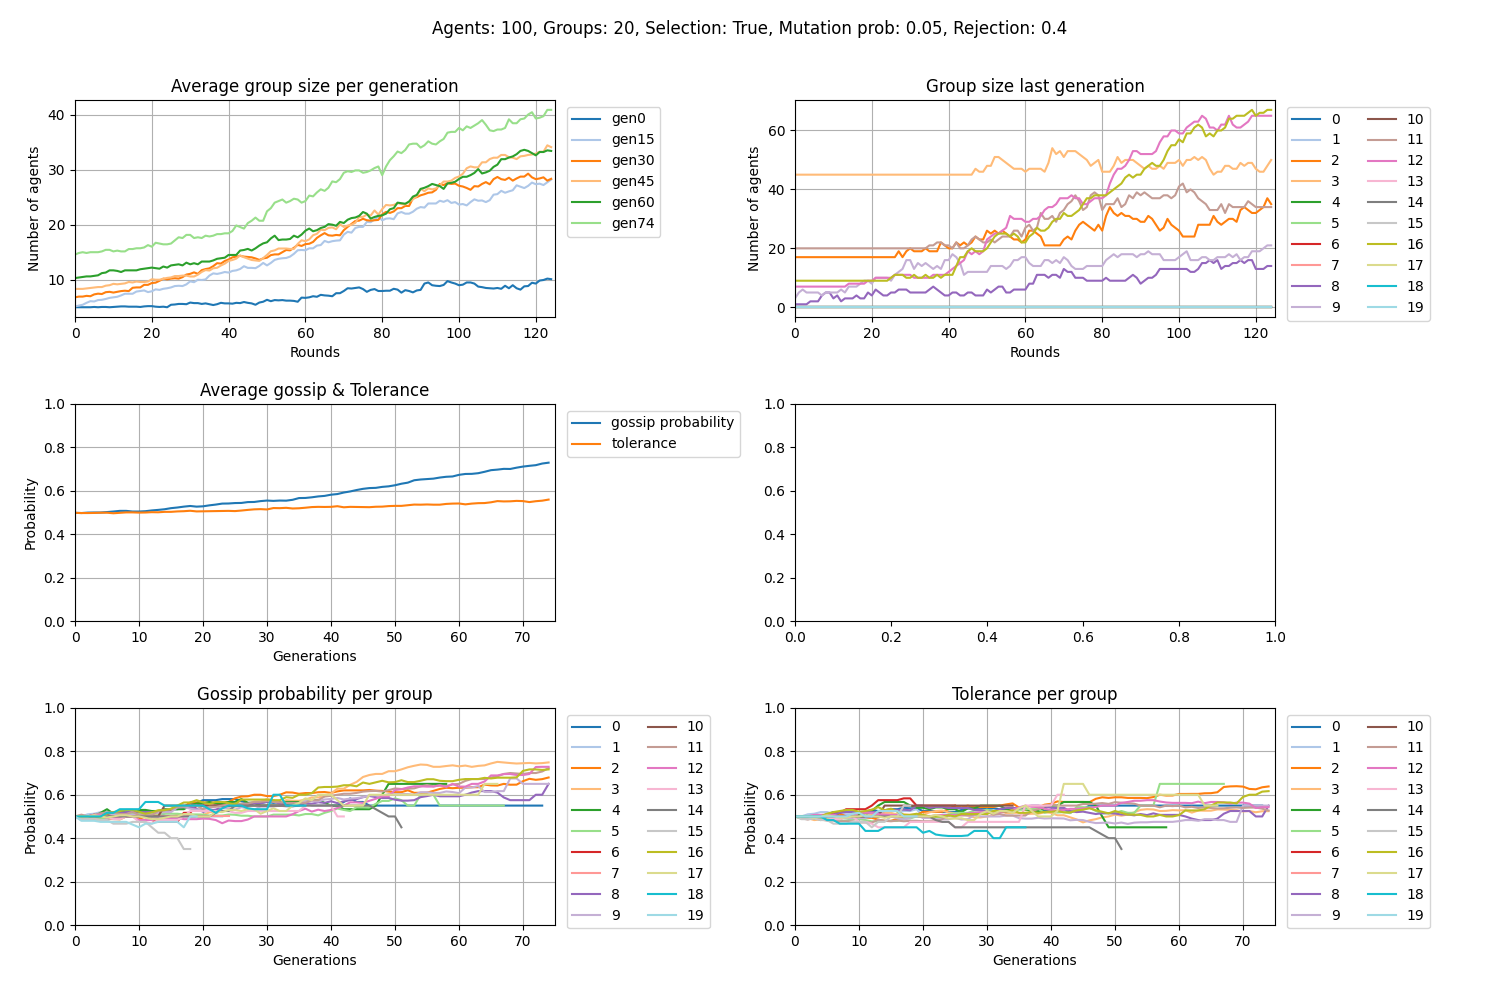 Agents: 100, Groups: 20, Selection: True, Mutation prob: 0.05, Rejection: 0.4
Average group size per generation
Number of agents
40
30
20
10
0 20 40 60 80 100 120
Rounds
gen0
gen15
gen30
gen45
gen60
gen74
Group size last generation
Number of agents
60
40
20
0
0 20 40 60 80 100 120
Rounds
0 10
1 11
2 12
3 13
4 14
5 15
6 16
7 17
8 18
9 19
Average gossip & Tolerance
Probability
1.0
0.8
0.6
0.4
0.2
0.0
0 10 20 30 40 50 60 70
Generations
gossip probability
tolerance
1.0
0.8
0.6
0.4
0.2
0.0
0.0 0.2 0.4 0.6 0.8 1.0
Gossip probability per group
Probability
1.0
0.8
0.6
0.4
0.2
0.0
0 10 20 30 40 50 60 70
Generations
0 10
1 11
2 12
3 13
4 14
5 15
6 16
7 17
8 18
9 19
Tolerance per group
Probability
1.0
0.8
0.6
0.4
0.2
0.0
0 10 20 30 40 50 60 70
Generations
0 10
1 11
2 12
3 13
4 14
5 15
6 16
7 17
8 18
9 19